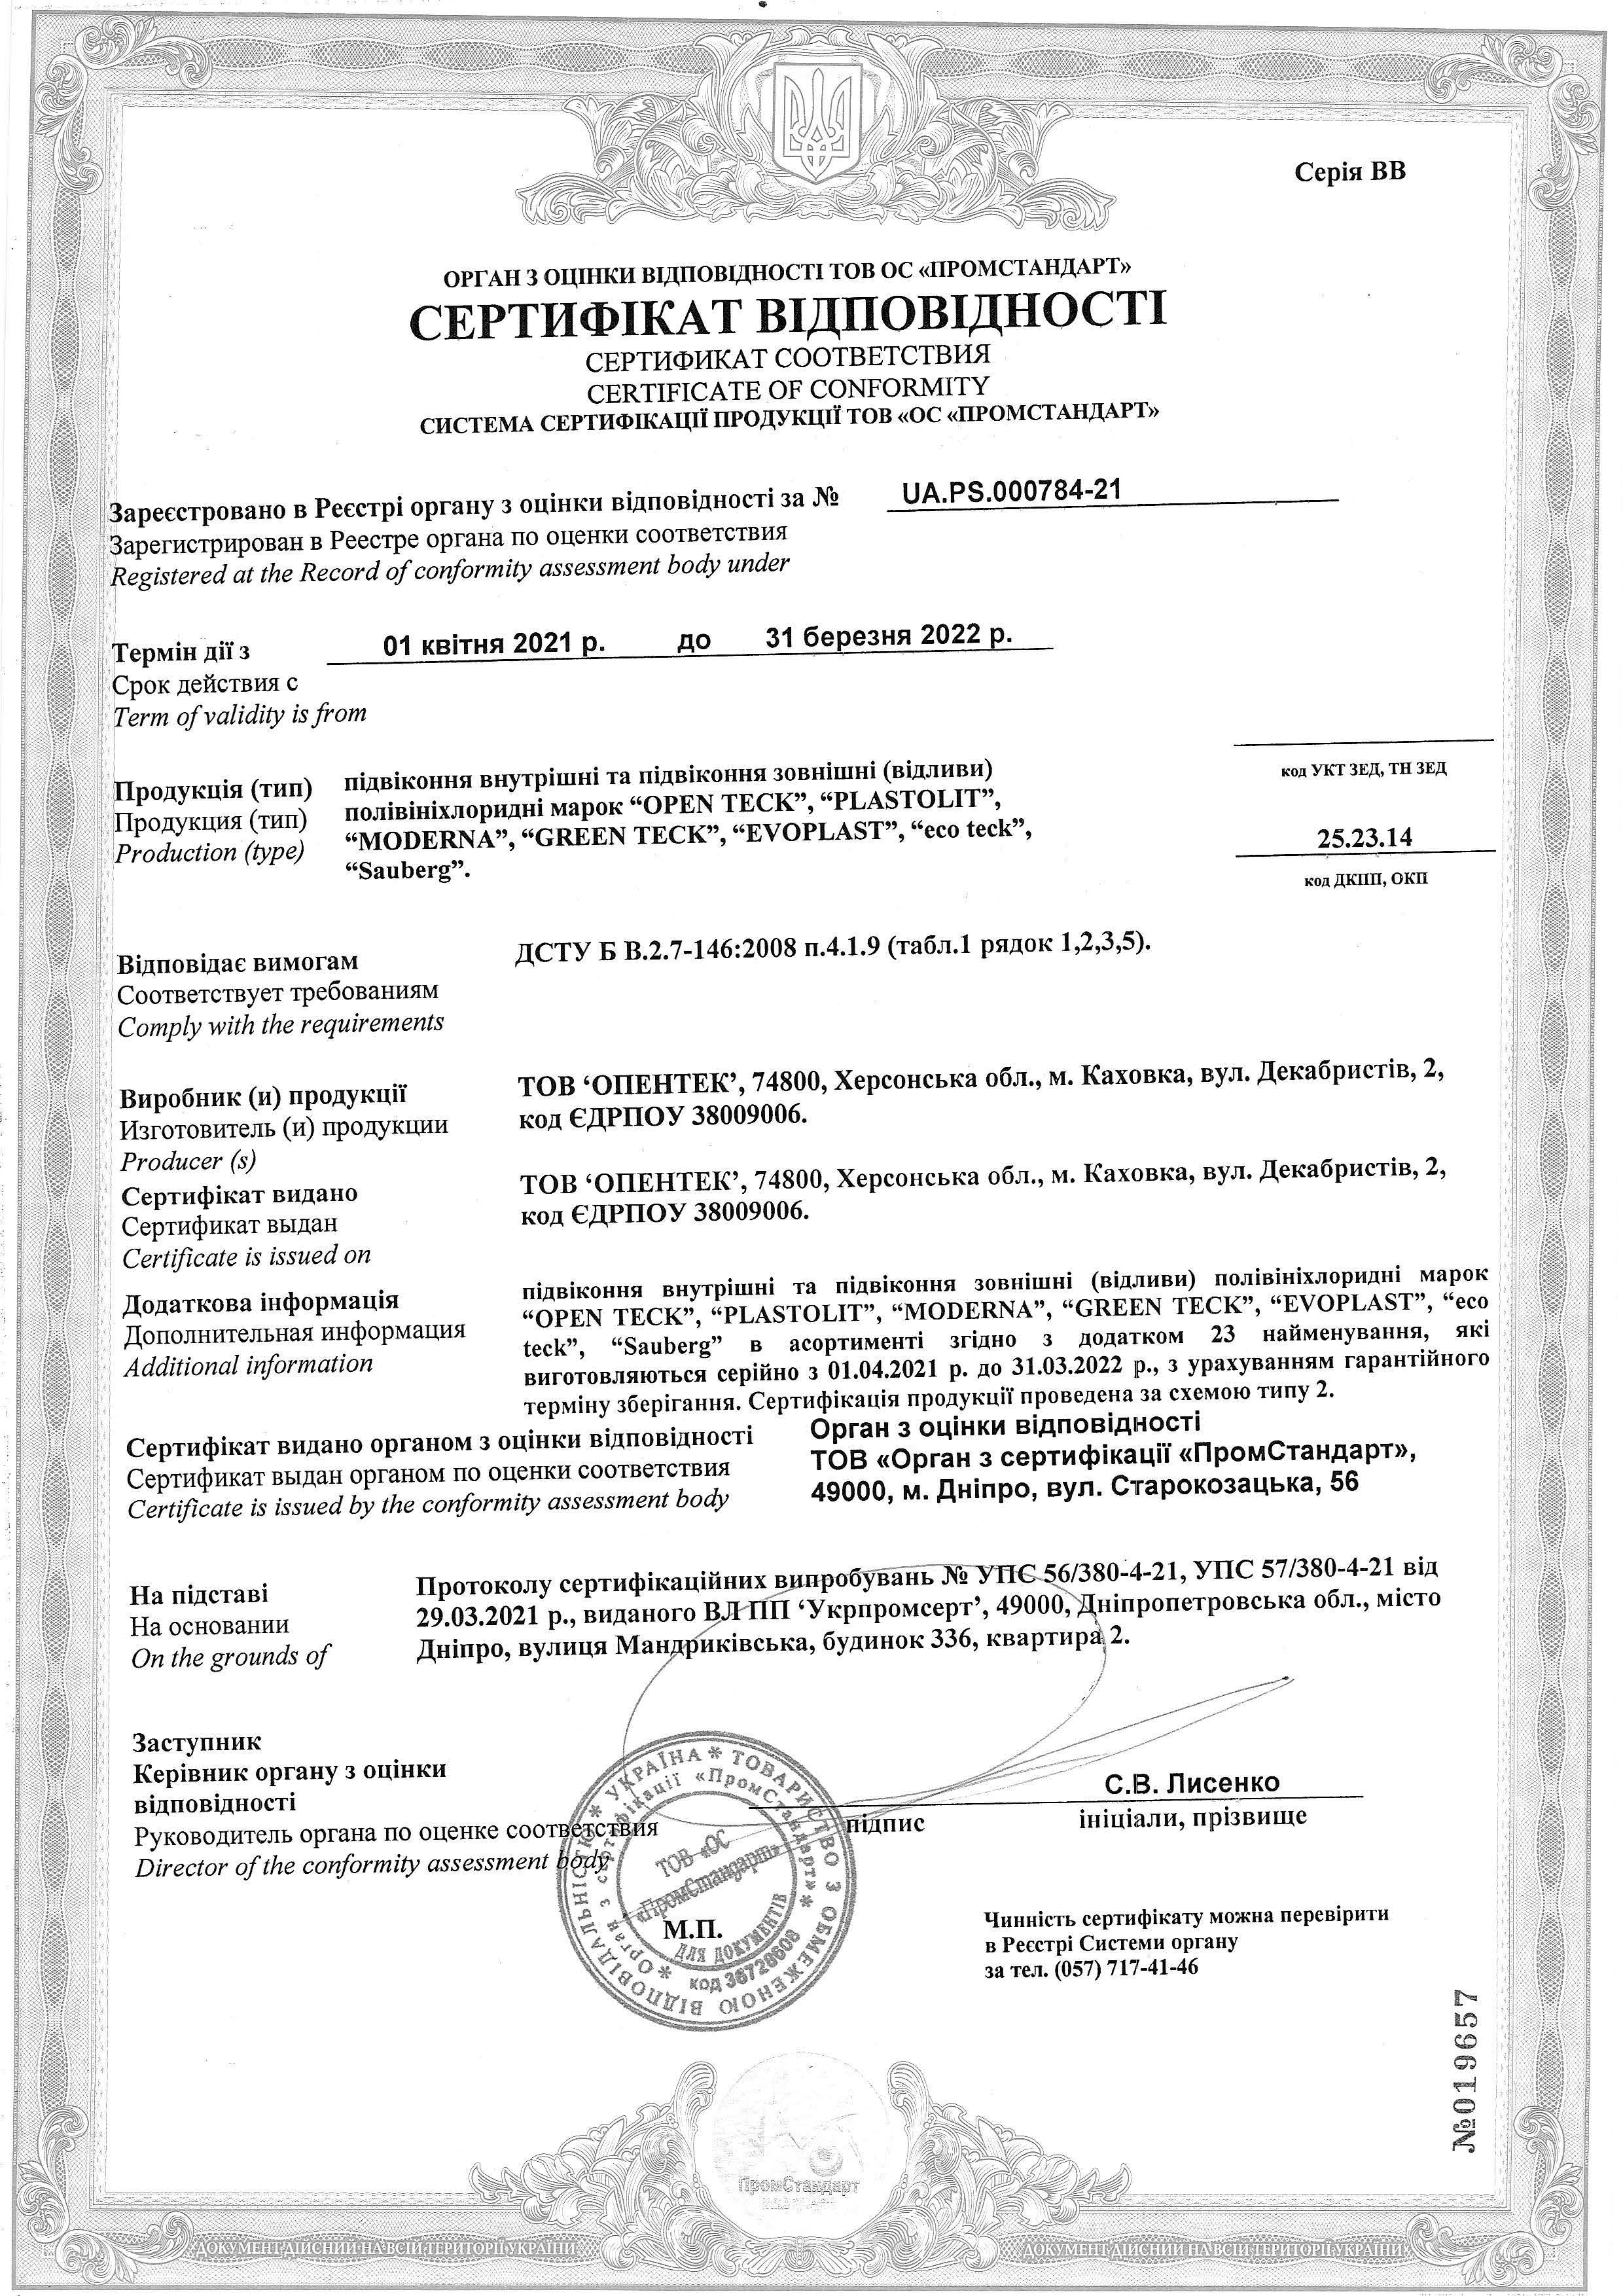 Серія ВВ
ОРГАН З ОЦІНКИ ВІДПОВІДНОСТІ ТОВ ОС «ПРОМСТАНДАРТ»
СЕРТИФІКАТ ВІДПОВІДНОСТІ
СЕРТИФИКАТ СООТВЕТСТВИЯ
CERTIFICATE OF CONFORMITY
СИСТЕМА СЕРТИФІКАЦІЇ ПРОДУКЦІЇ ТОВ «ОС «ПРОМСТАНДАРТ»
Зареєстровано в Реєстрі органу з оцінки відповідності за № UA.PS.000784-21
Зарегистрирован в Реестре органа по оценки соответствия
Registered at the Record of conformity assessment body under
Термін дії з 01 квітня 2021 р. до 31 березня 2022 р.
Срок действия с
Term of validity is from
Продукція (тип)
Продукция (тип)
Production (type)
підвіконня внутрішні та підвіконня зовнішні (відливи)
полівініхлоридні марок “OPEN TECK”, “PLASTOLIT”,
“MODERNA”, “GREEN TECK”, “EVOPLAST”, “eco teck”,
“Sauberg”.
код УКТ ЗЕД, ТН ЗЕД
25.23.14
код ДКПП, ОКП
Відповідає вимогам
Соответствует требованиям
Comply with the requirements
ДСТУ Б В.2.7-146:2008 п.4.1.9 (табл.1 рядок 1,2,3,5).
Виробник (и) продукції
Изготовитель (и) продукции
Producer (s)
ТОВ ‘ОПЕНТЕК’, 74800, Херсонська обл., м. Каховка, вул. Декабристів, 2,
код ЄДРПОУ 38009006.
Сертифікат видано
Сертификат выдан
Certificate is issued on
ТОВ ‘ОПЕНТЕК’, 74800, Херсонська обл., м. Каховка, вул. Декабристів, 2,
код ЄДРПОУ 38009006.
Додаткова інформація
Дополнительная информация
Additional information
підвіконня внутрішні та підвіконня зовнішні (відливи) полівініхлоридні марок
“OPEN TECK”, “PLASTOLIT”, “MODERNA”, “GREEN TECK”, “EVOPLAST”, “eco
teck”, “Sauberg” в асортименті згідно з додатком 23 найменування, які
виготовляються серійно з 01.04.2021 р. до 31.03.2022 р., з урахуванням гарантійного
терміну зберігання. Сертифікація продукції проведена за схемою типу 2.
Сертифікат видано органом з оцінки відповідності
Сертификат выдан органом по оценки соответствия
Certificate is issued by the conformity assessment body
Орган з оцінки відповідності
ТОВ «Орган з сертифікації «ПромСтандарт»,
49000, м. Дніпро, вул. Старокозацька, 56
На підставі
На основании
On the grounds of
Протоколу сертифікаційних випробувань № УПС 56/380-4-21, УПС 57/380-4-21 від
29.03.2021 р., виданого ВЛ ПП ‘Укрпромсерт’, 49000, Дніпропетровська обл., місто
Дніпро, вулиця Мандриківська, будинок 336, квартира 2.
Заступник
Керівник органу з оцінки
відповідності
Руководитель органа по оценке соответствия
Director of the conformity assessment body
С.В. Лисенко
підпис
ініціали, прізвище
* УКРАЇНА * ТОВАРИСТВО З ОБМЕЖЕНОЮ ВІДПОВІДАЛЬНІСТЮ
* Орган з сертифікації «ПромСтандарт» *
ТОВ «ОС
«ПромСтандарт»
ДЛЯ ДОКУМЕНТІВ
код 36728608
М.П.
Чинність сертифікату можна перевірити
в Реєстрі Системи органу
за тел. (057) 717-41-46
№019657
ПромСтандарт
ДОКУМЕНТ ДІЙСНИЙ НА ВСІЙ ТЕРИТОРІЇ УКРАЇНИ
ДОКУМЕНТ ДІЙСНИЙ НА ВСІЙ ТЕРИТОРІЇ УКРАЇНИ